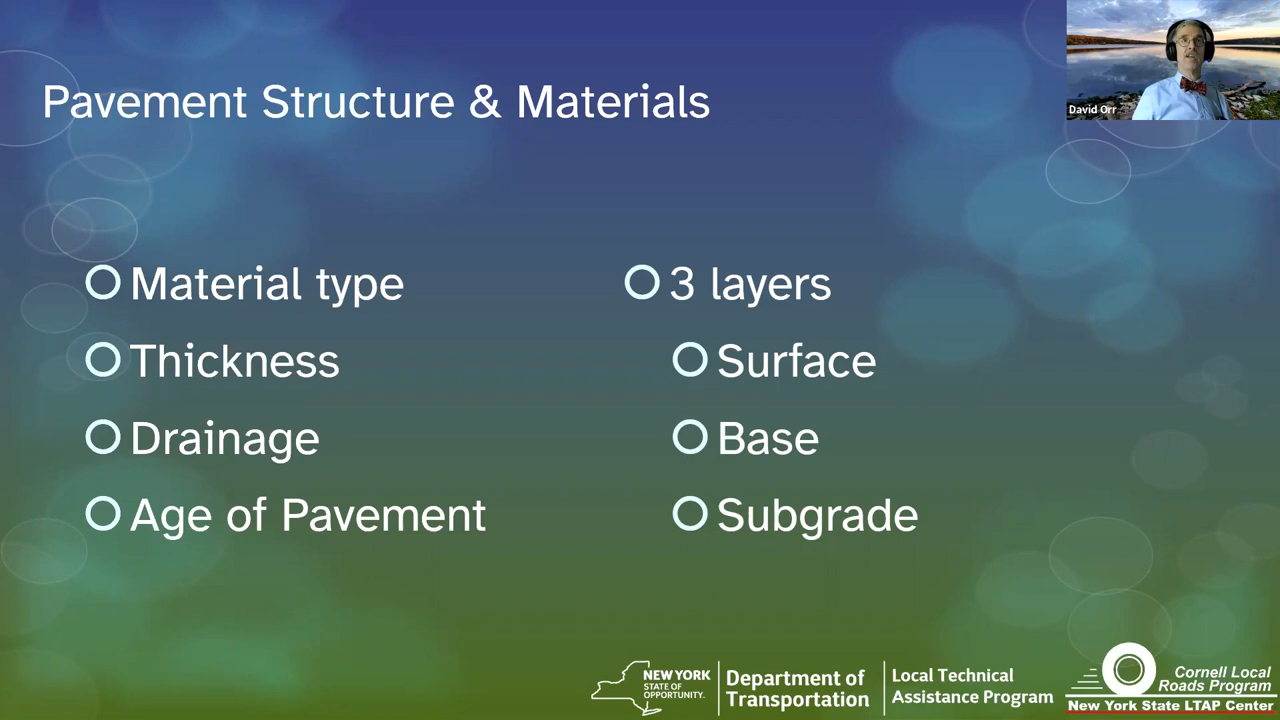 Pavement Structure & Materials
David Orr
Material type
Thickness
Drainage
Age of Pavement
3 layers
Surface
Base
Subgrade
NEW YORK
STATE OF
OPPORTUNITY.
Department of
Transportation
Local Technical
Assistance Program
Cornell Local
Roads Program
New York State LTAP Center